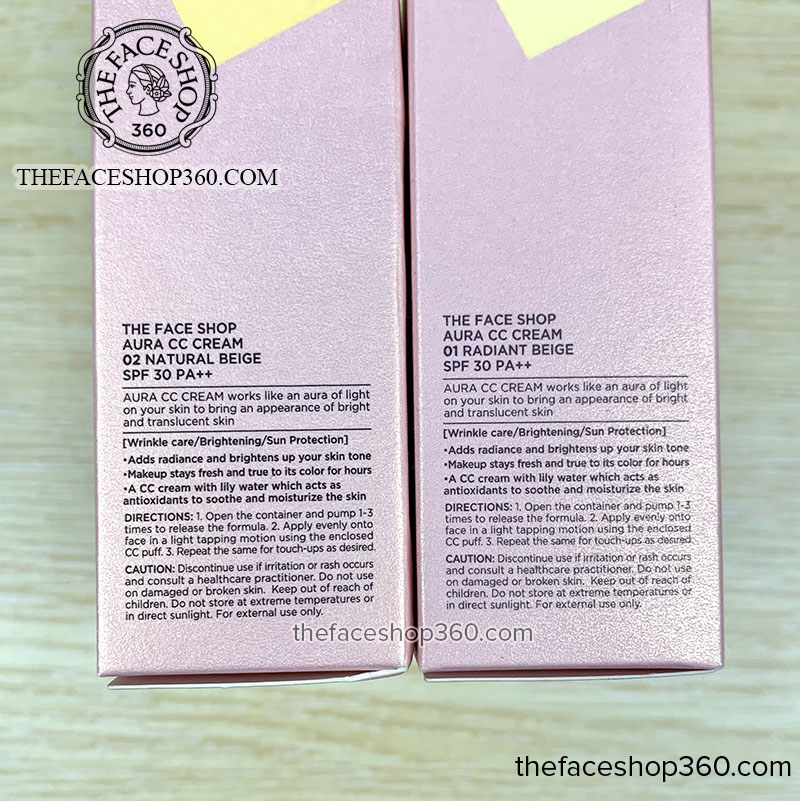 THE FACE SHOP
360
THEFACESHOP360.COM
THE FACE SHOP
AURA CC CREAM
02 NATURAL BEIGE
SPF 30 PA++
AURA CC CREAM works like an aura of light
on your skin to bring an appearance of bright
and translucent skin
[Wrinkle care/Brightening/Sun Protection]
•Adds radiance and brightens up your skin tone
•Makeup stays fresh and true to its color for hours
•A CC cream with lily water which acts as
antioxidants to soothe and moisturize the skin
DIRECTIONS: 1. Open the container and pump 1-3
times to release the formula. 2. Apply evenly onto
face in a light tapping motion using the enclosed
CC puff. 3. Repeat the same for touch-ups as desired.
CAUTION: Discontinue use if irritation or rash occurs
and consult a healthcare practitioner. Do not use
on damaged or broken skin. Keep out of reach of
children. Do not store at extreme temperatures or
in direct sunlight. For external use only.
THE FACE SHOP
AURA CC CREAM
01 RADIANT BEIGE
SPF 30 PA++
AURA CC CREAM works like an aura of light
on your skin to bring an appearance of bright
and translucent skin
[Wrinkle care/Brightening/Sun Protection]
•Adds radiance and brightens up your skin tone
•Makeup stays fresh and true to its color for hours
•A CC cream with lily water which acts as
antioxidants to soothe and moisturize the skin
DIRECTIONS: 1. Open the container and pump 1-3
times to release the formula. 2. Apply evenly onto
face in a light tapping motion using the enclosed
CC puff. 3. Repeat the same for touch-ups as desired.
CAUTION: Discontinue use if irritation or rash occurs
and consult a healthcare practitioner. Do not use
on damaged or broken skin. Keep out of reach of
children. Do not store at extreme temperatures or
in direct sunlight. For external use only.
thefaceshop360.com
thefaceshop360.com